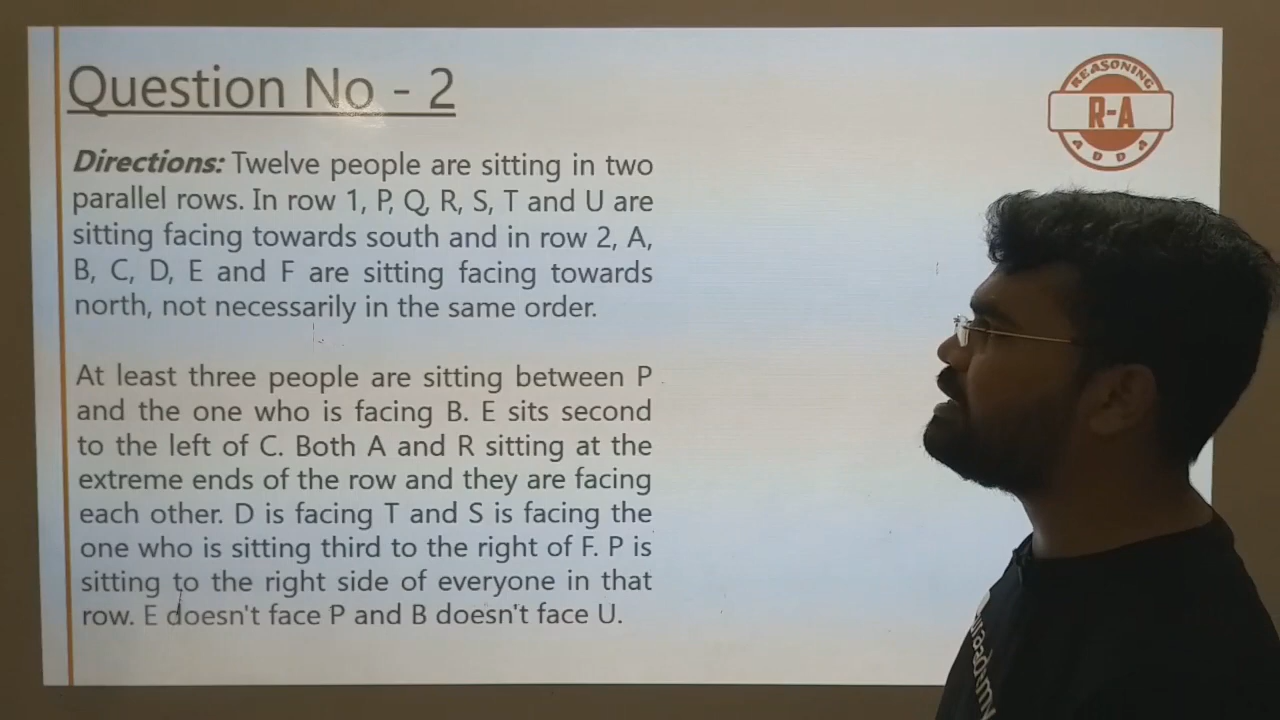 Question No - 2
REASONING
R-A
ADDA
Directions: Twelve people are sitting in two
parallel rows. In row 1, P, Q, R, S, T and U are
sitting facing towards south and in row 2, A,
B, C, D, E and F are sitting facing towards
north, not necessarily in the same order.
At least three people are sitting between P
and the one who is facing B. E sits second
to the left of C. Both A and R sitting at the
extreme ends of the row and they are facing
each other. D is facing T and S is facing the
one who is sitting third to the right of F. P is
sitting to the right side of everyone in that
row. E doesn't face P and B doesn't face U.